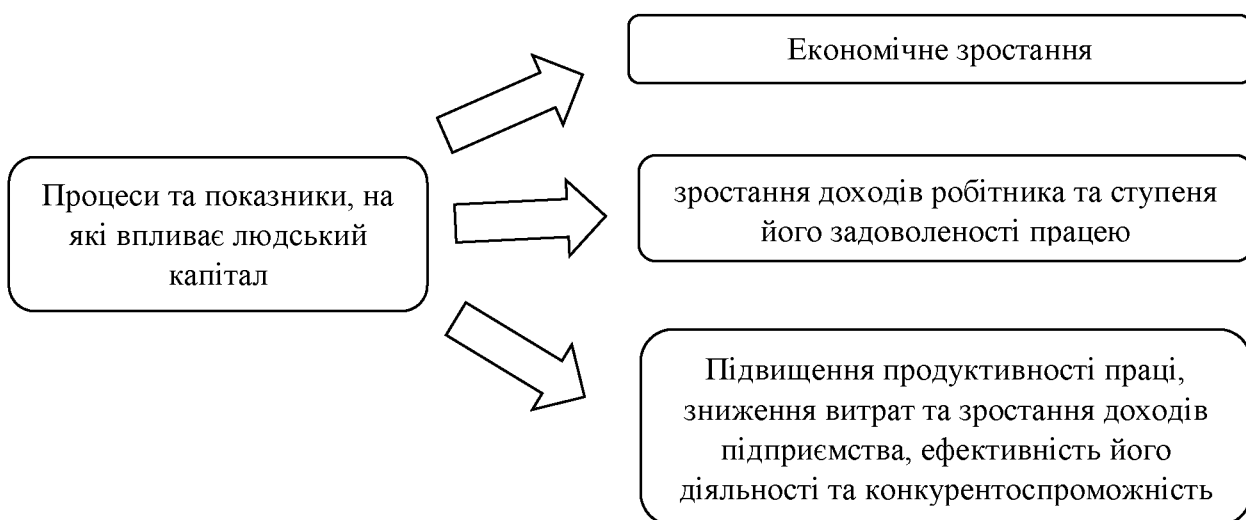 Економічне зростання
Процеси та показники, на
які впливає людський
капітал
зростання доходів робітника та ступеня
його задоволеності працею
Підвищення продуктивності праці,
зниження витрат та зростання доходів
підприємства, ефективність його
діяльності та конкурентоспроможність